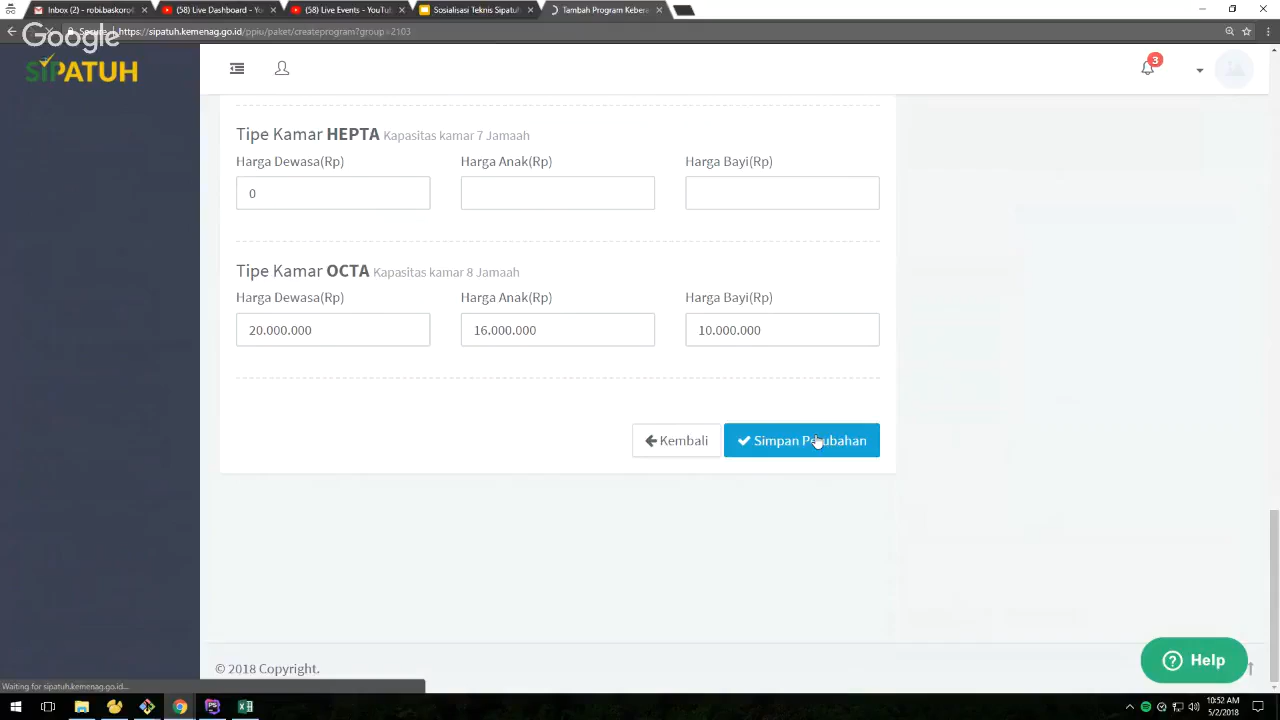 Inbox (2) - rob.baskoro@
(58) Live Dashboard - Yo
(58) Live Events - YouTu
Sosialisasi Teknis Sipatuh
Tambah Program Kebera
Google
Secure https://sipatuh.kemenag.go.id/ppiu/paket/createprogram?group=2103
SIPATUH
3
Tipe Kamar HEPTA Kapasitas kamar 7 Jamaah
Harga Dewasa(Rp) Harga Anak(Rp) Harga Bayi(Rp)
0
Tipe Kamar OCTA Kapasitas kamar 8 Jamaah
Harga Dewasa(Rp) Harga Anak(Rp) Harga Bayi(Rp)
20.000.000 16.000.000 10.000.000
Kembali Simpan Perubahan
© 2018 Copyright.
Help
Waiting for sipatuh.kemenag.go.id...
10:52 AM
5/2/2018